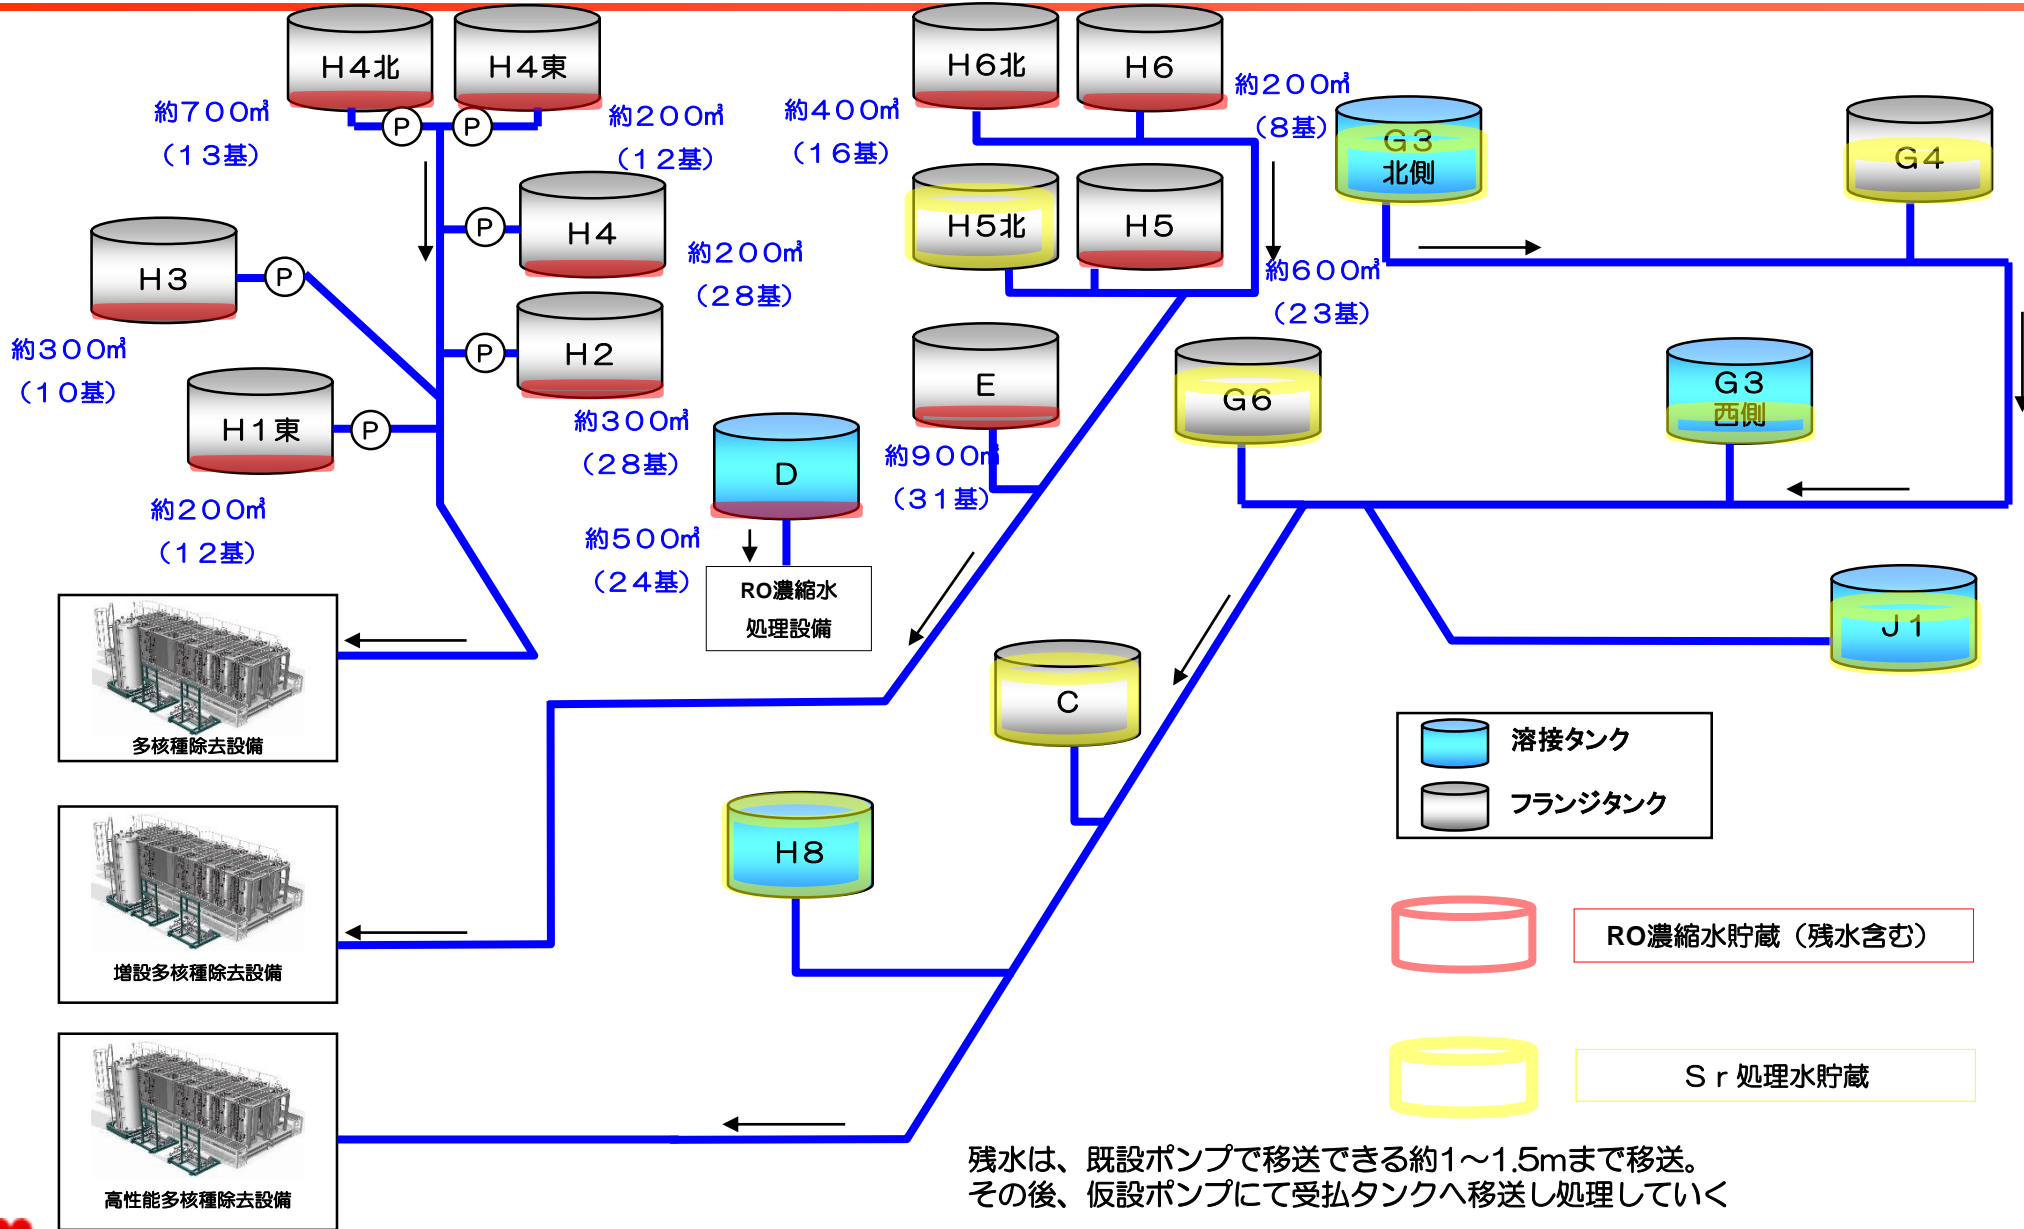 H4北
H4東
約700㎥
(13基)
P
P
約200㎥
(12基)
H6北
H6
約400㎥
(16基)
約200㎥
(8基)
G3
北側
G4
H3
P
P
H4
約200㎥
(28基)
H5北
H5
約600㎥
(23基)
約300㎥
(10基)
P
H2
約300㎥
(28基)
H1東
P
約200㎥
(12基)
E
約900㎥
(31基)
G6
G3
西側
D
約500㎥
(24基)
RO濃縮水
処理設備
J1
C
H8
多核種除去設備
増設多核種除去設備
高性能多核種除去設備
溶接タンク
フランジタンク
RO濃縮水貯蔵（残水含む）
Sr処理水貯蔵
残水は、既設ポンプで移送できる約1～1.5mまで移送。
その後、仮設ポンプにて受払タンクへ移送し処理していく